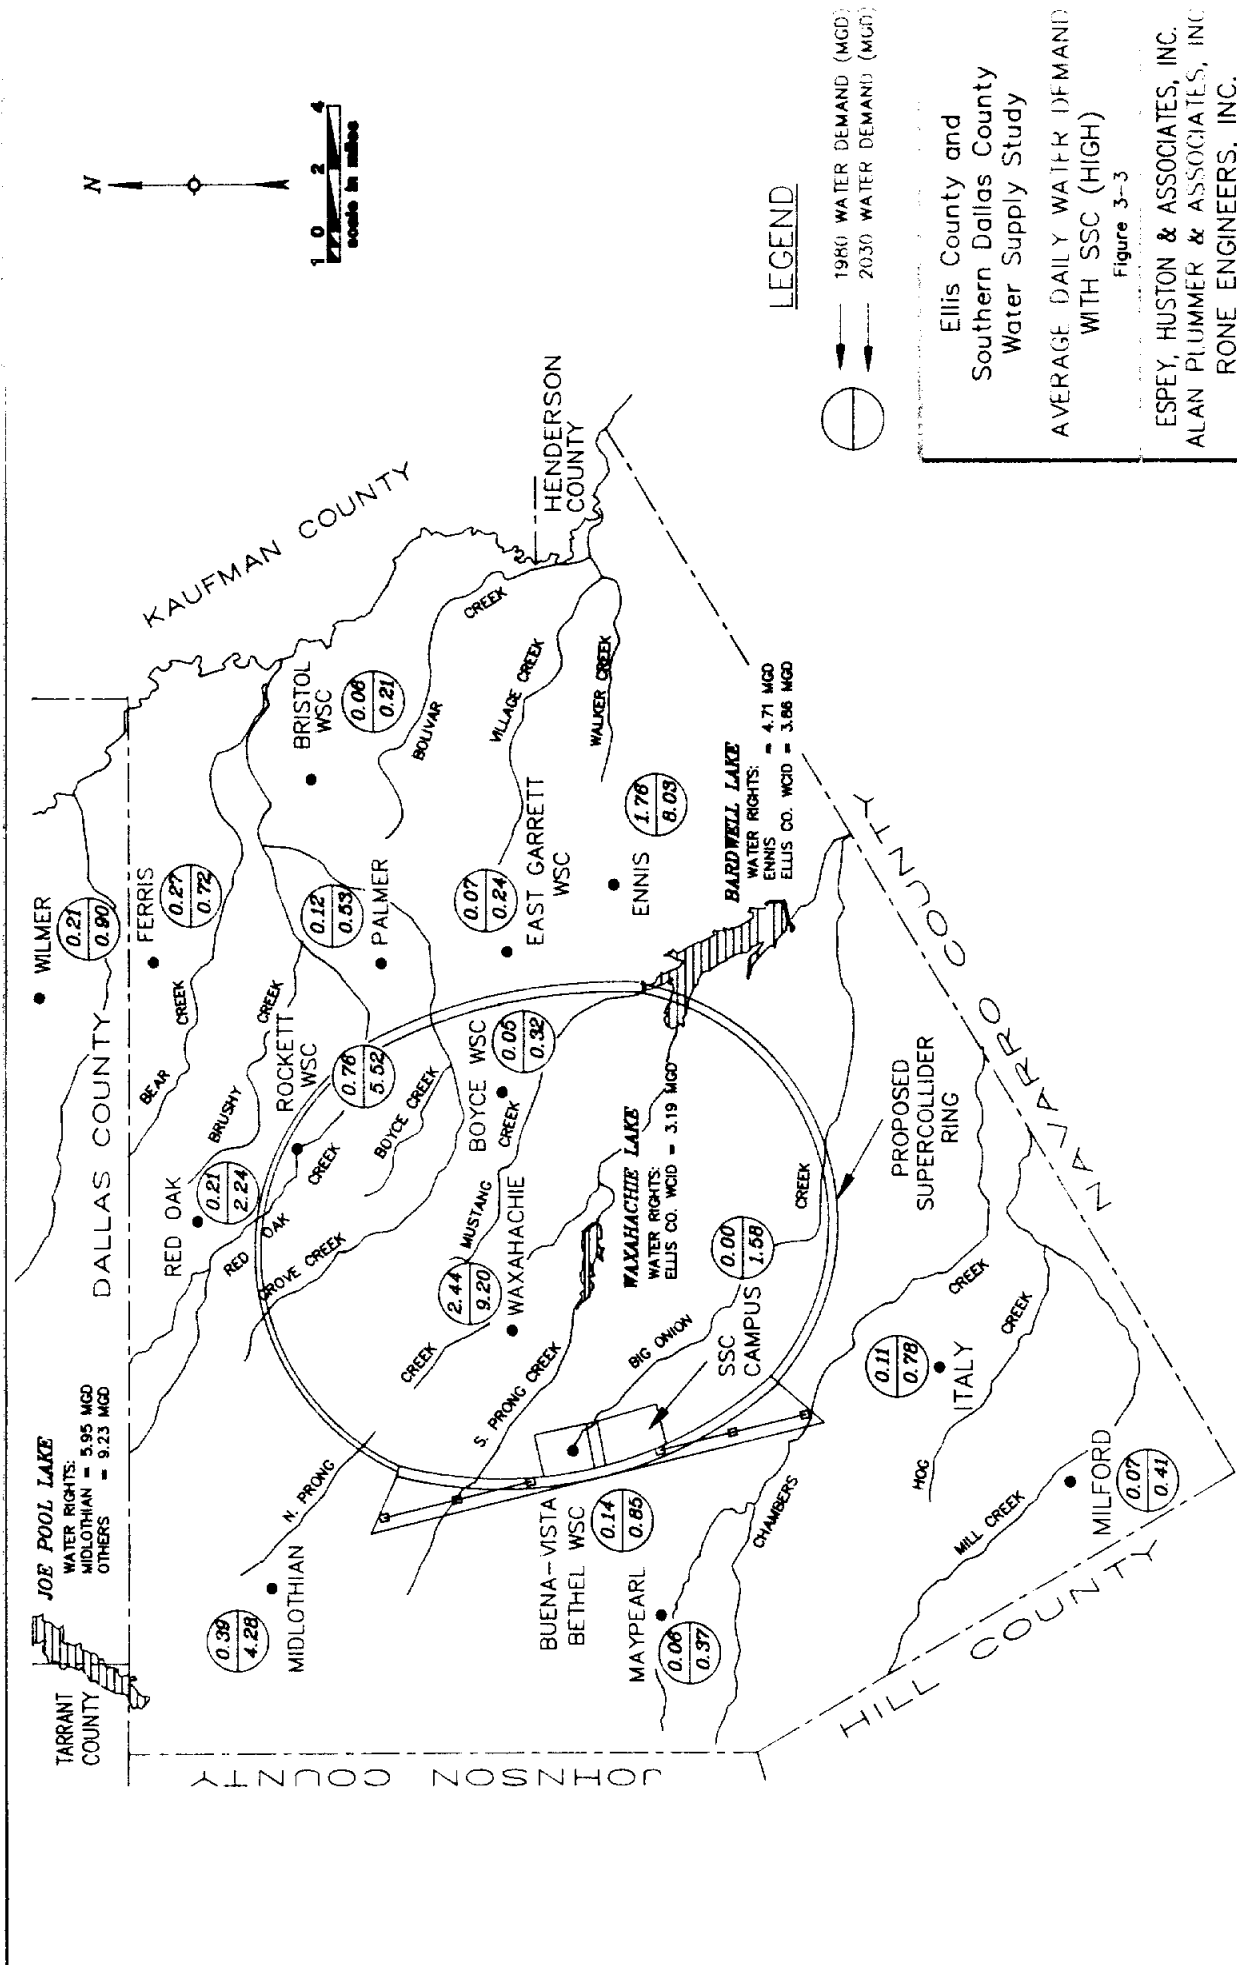 JOE POOL LAKE
WATER RIGHTS:
MIDLOTHIAN = 5.95 MGD
OTHERS = 9.23 MGD
TARRANT
COUNTY
DALLAS COUNTY
WILMER
0.21
0.90
FERRIS
0.27
0.72
KAUFMAN COUNTY
N
1 0 2 4
scale in miles
RED OAK
0.21
2.24
BEAR
CREEK
BRUSHY
CREEK
ROCKETT
WSC
0.76
5.52
BRISTOL
WSC
0.06
0.21
PALMER
0.12
0.53
RED
OAK
CREEK
GROVE CREEK
BOYCE CREEK
BOLIVAR
CREEK
MIDLOTHIAN
0.39
4.28
N. PRONG
CREEK
WAXAHACHIE
2.44
9.20
MUSTANG
CREEK
BOYCE WSC
0.05
0.32
EAST GARRETT
WSC
0.07
0.24
VILLAGE CREEK
WALKER CREEK
HENDERSON
COUNTY
S. PRONG CREEK
ENNIS
1.76
8.03
BUENA-VISTA
BETHEL WSC
0.14
0.85
MAYPEARL
0.06
0.37
WAXAHACHIE LAKE
WATER RIGHTS:
ELLIS CO. WCID = 3.19 MGD
BARDWELL LAKE
WATER RIGHTS:
ENNIS = 4.71 MGD
ELLIS CO. WCID = 3.86 MGD
BIG ONION
CREEK
SSC
CAMPUS
0.00
1.58
PROPOSED
SUPERCOLLIDER
RING
CHAMBERS
CREEK
ITALY
0.11
0.78
HOG
CREEK
MILL CREEK
MILFORD
0.07
0.41
JOHNSON COUNTY
HILL COUNTY
NAVARRO COUNTY
LEGEND
1980 WATER DEMAND (MGD)
2030 WATER DEMAND (MGD)
Ellis County and
Southern Dallas County
Water Supply Study
AVERAGE DAILY WATER DEMAND
WITH SSC (HIGH)
Figure 3-3
ESPEY, HUSTON & ASSOCIATES, INC.
ALAN PLUMMER & ASSOCIATES, INC
RONE ENGINEERS, INC.